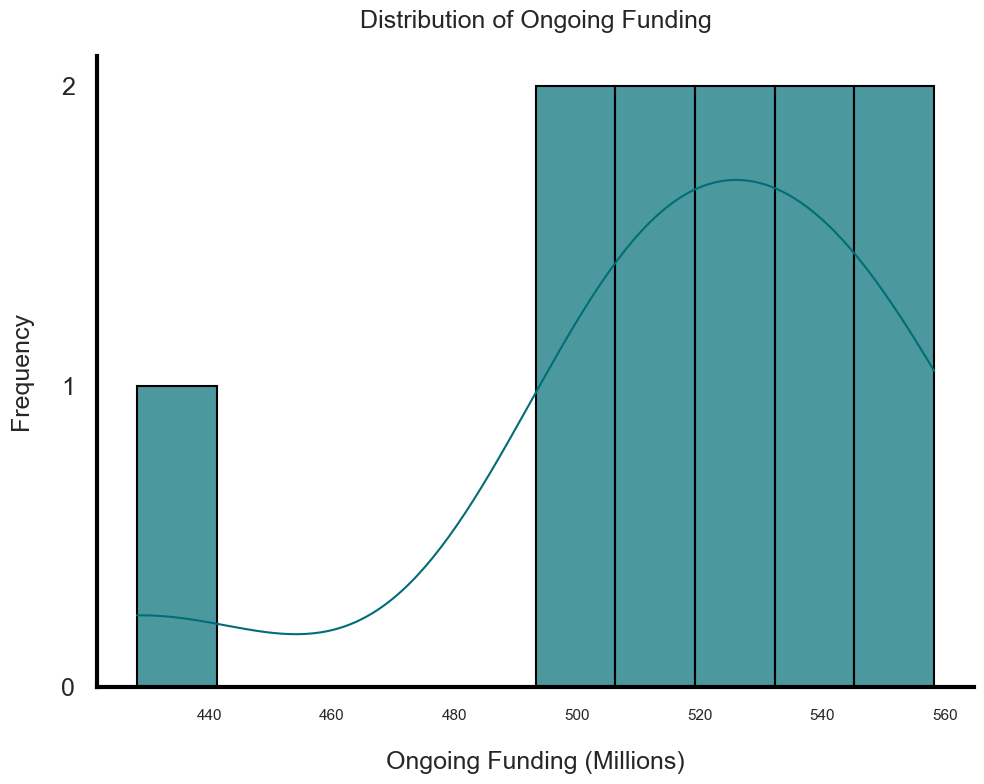 Distribution of Ongoing Funding
Frequency
2
1
0
440 460 480 500 520 540 560
Ongoing Funding (Millions)